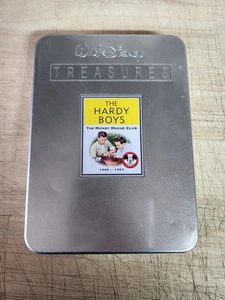 Walt Disney
TREASURES
THE
HARDY
BOYS
THE MICKEY MOUSE CLUB
1956 - 1957